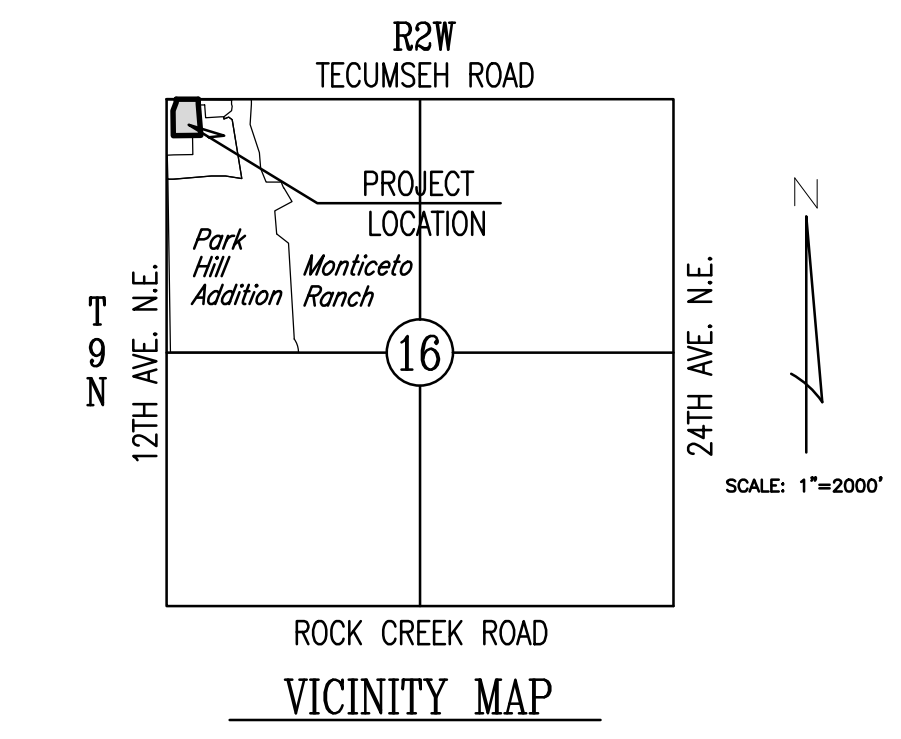 R2W
TECUMSEH ROAD
PROJECT
LOCATION
N
Park
Hill
Addition
Monticeto
Ranch
T
9
N
12TH AVE. N.E.
16
24TH AVE. N.E.
SCALE: 1"=2000'
ROCK CREEK ROAD
VICINITY MAP